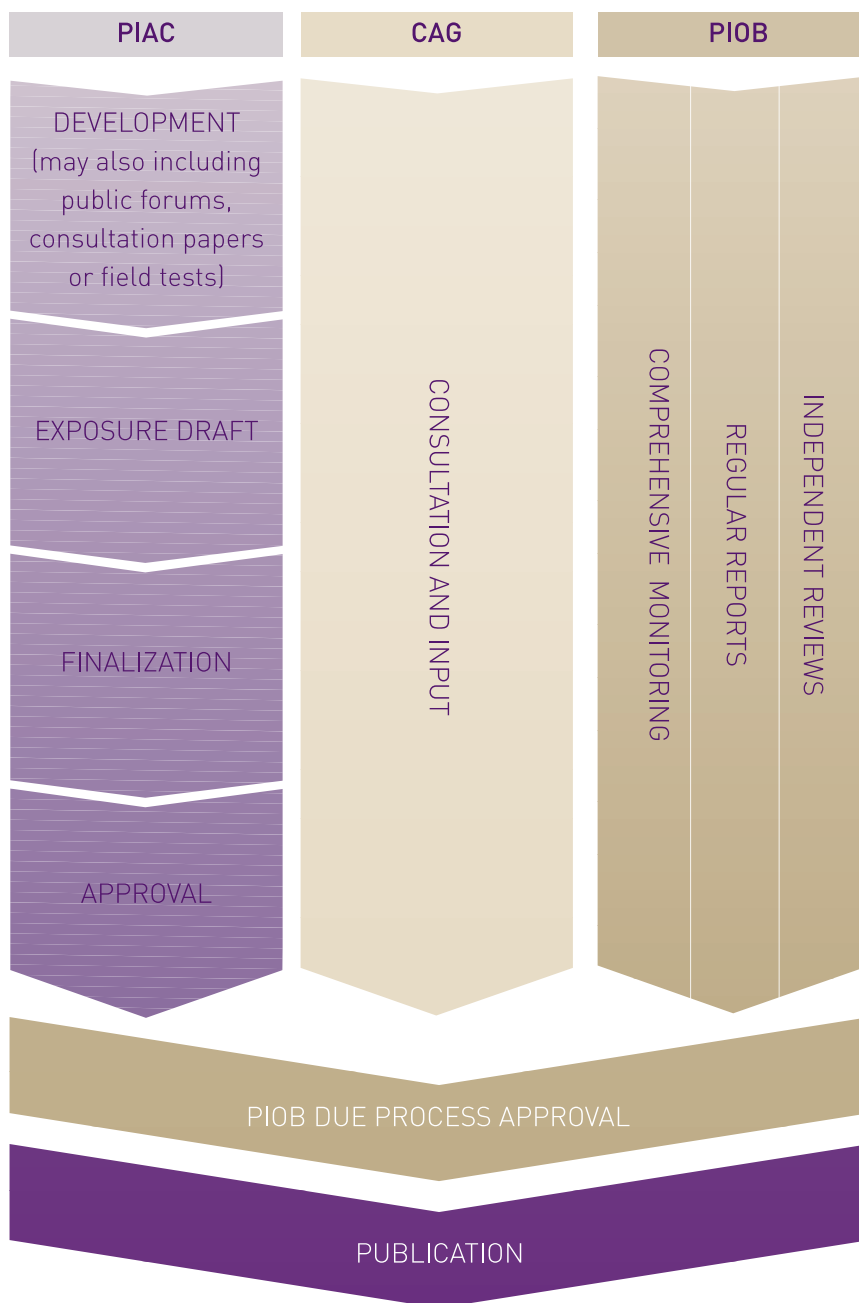 PIAC
CAG
PIOB
DEVELOPMENT
(may also including
public forums,
consultation papers
or field tests)
EXPOSURE DRAFT
FINALIZATION
APPROVAL
CONSULTATION AND INPUT
COMPREHENSIVE MONITORING
REGULAR REPORTS
INDEPENDENT REVIEWS
PIOB DUE PROCESS APPROVAL
PUBLICATION